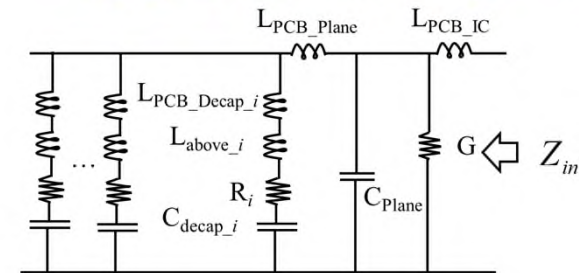 L_PCB_Plane L_PCB_IC
L_PCB_Decap_i
L_above_i
G Z_in
...
R_i
C_Plane
C_decap_i